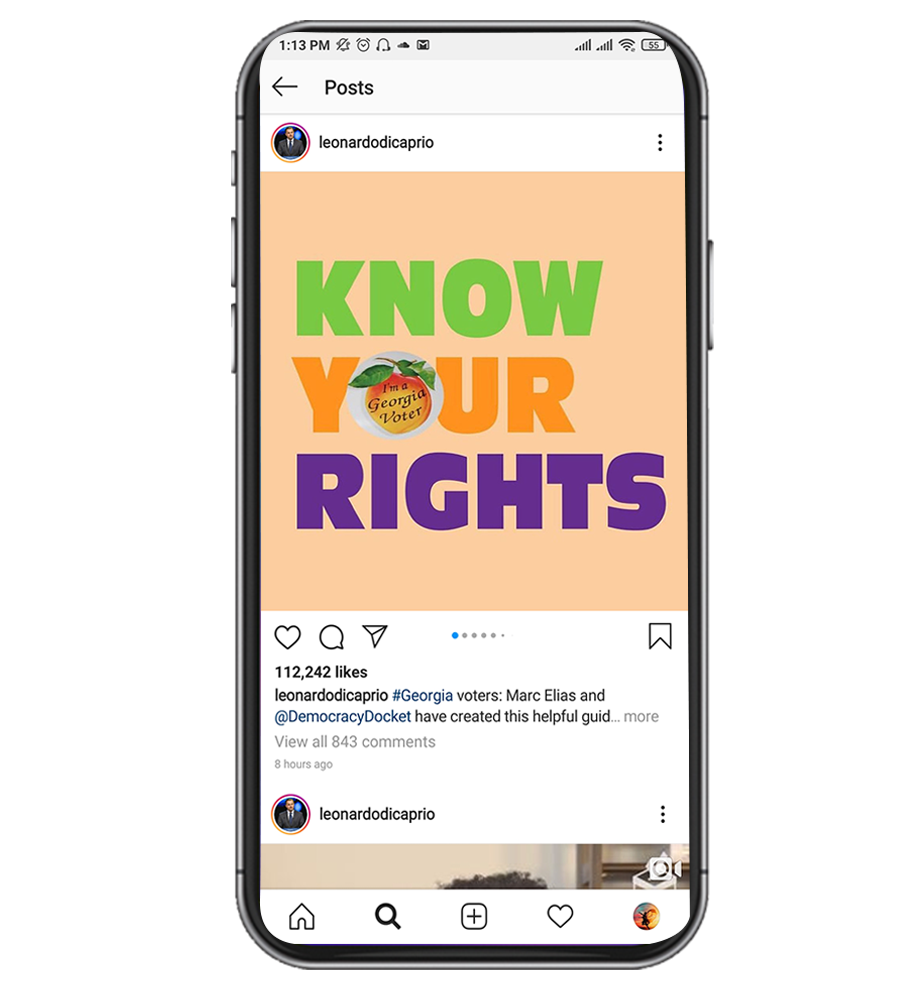 1:13 PM 55
Posts
leonardodicaprio
KNOW
YOUR
I'm a
Georgia
Voter
RIGHTS
112,242 likes
leonardodicaprio #Georgia voters: Marc Elias and
@DemocracyDocket have created this helpful guid... more
View all 843 comments
8 hours ago
leonardodicaprio